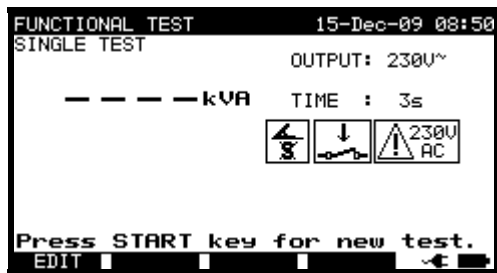 FUNCTIONAL TEST 15-Dec-09 08:50
SINGLE TEST
OUTPUT: 230V~
----kVA TIME : 3s
230V
AC
Press START key for new test.
EDIT